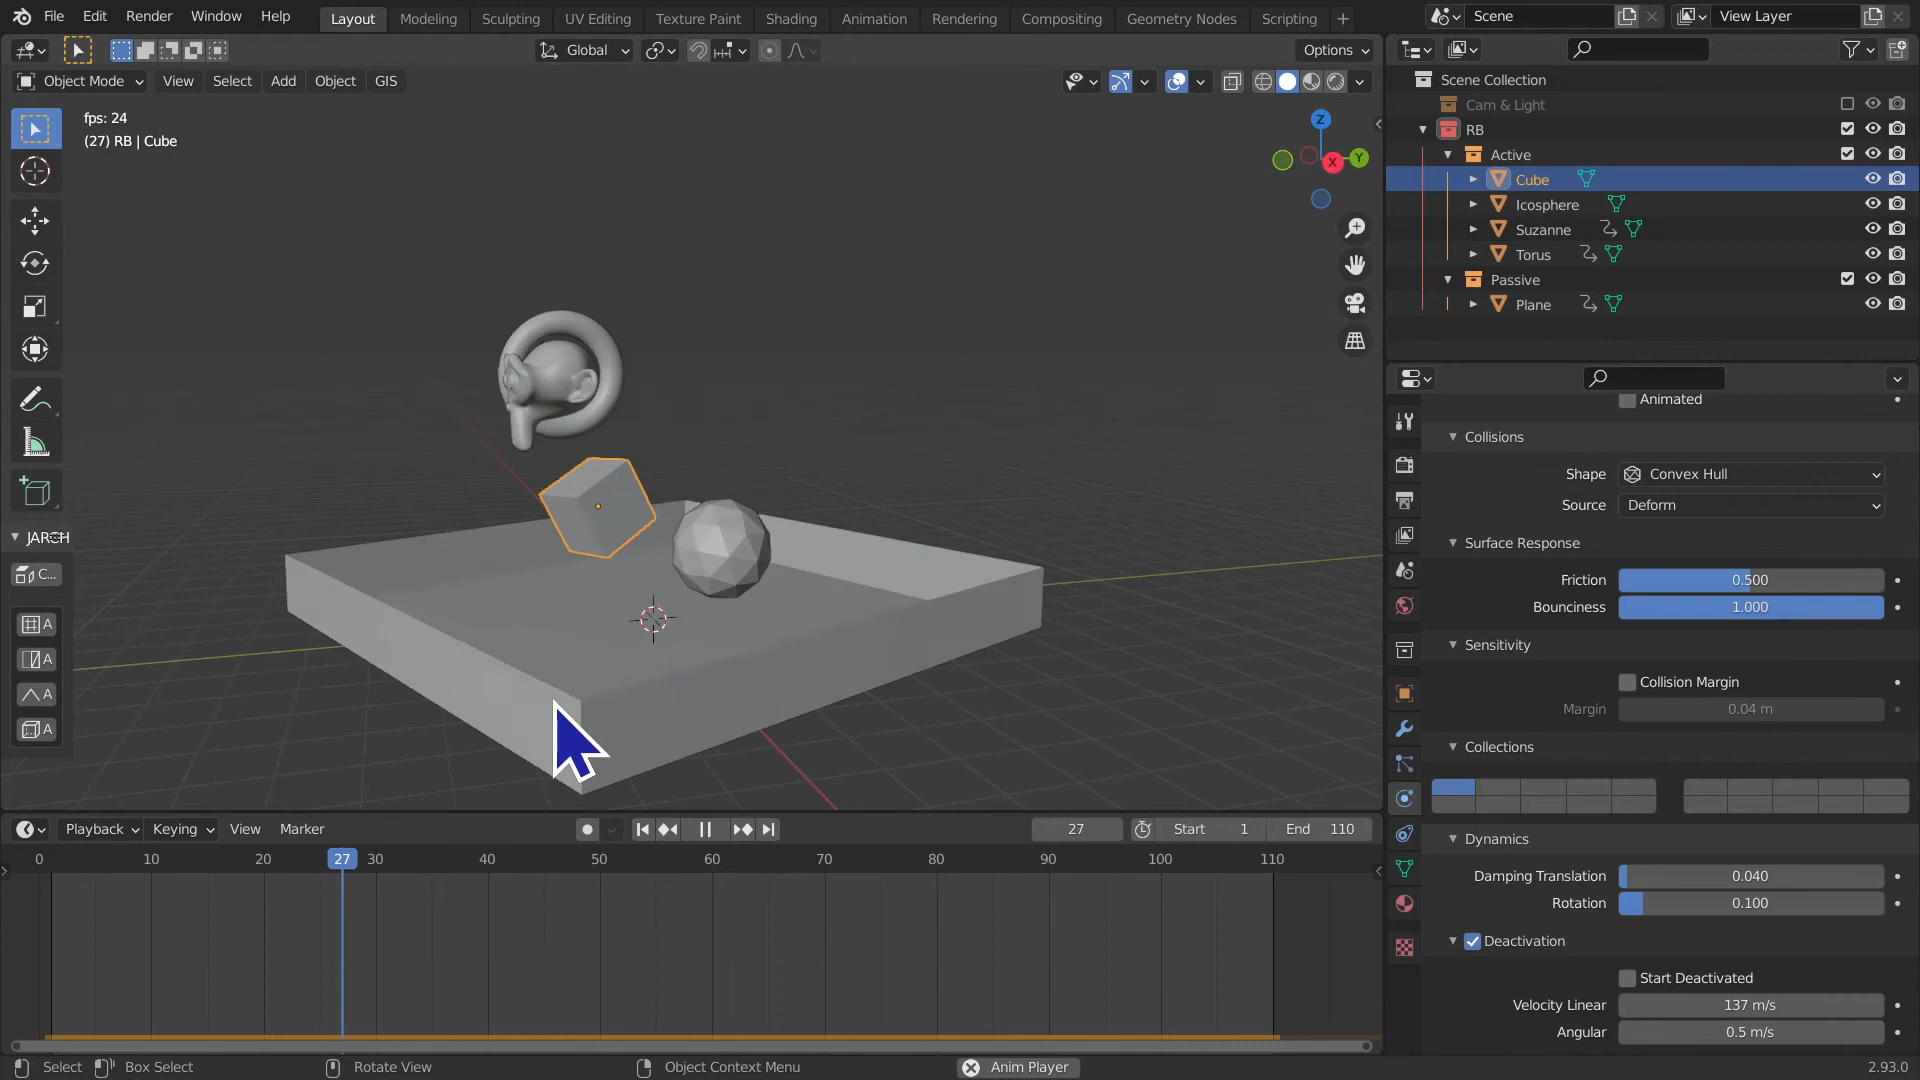 File Edit Render Window Help Layout Modeling Sculpting UV Editing Texture Paint Shading Animation Rendering Compositing Geometry Nodes Scripting + Scene View Layer
Global Options
Object Mode View Select Add Object GIS
fps: 24
(27) RB | Cube
Z
X Y
C...
A
A
A
A
Scene Collection
Cam & Light
RB
Active
Cube
Icosphere
Suzanne
Torus
Passive
Plane
Animated
Collisions
Shape Convex Hull
Source Deform
Surface Response
Friction 0.500
Bounciness 1.000
Sensitivity
Collision Margin
Margin 0.04 m
Collections
Dynamics
Damping Translation 0.040
Rotation 0.100
Deactivation
Start Deactivated
Velocity Linear 137 m/s
Angular 0.5 m/s
Playback Keying View Marker 27 Start 1 End 110
0 10 20 27 30 40 50 60 70 80 90 100 110
Select Box Select Rotate View Object Context Menu Anim Player 2.93.0